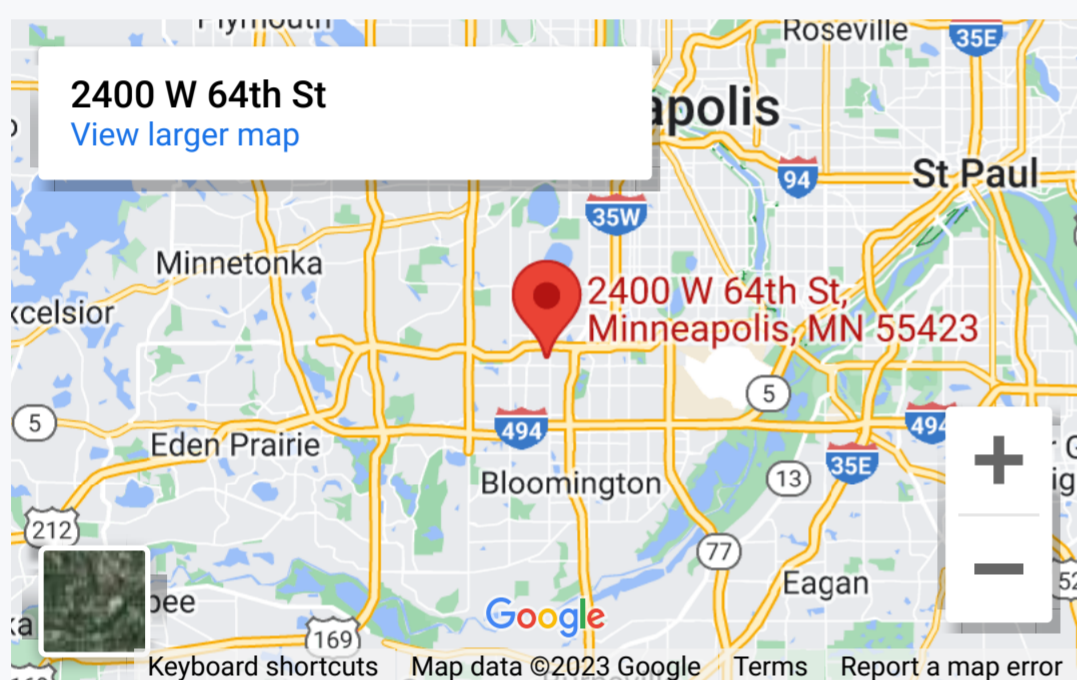 Plymouth
Roseville
35E
2400 W 64th St
View larger map
apolis
94
St Paul
35W
Minnetonka
2400 W 64th St,
Minneapolis, MN 55423
xcelsior
5
5
494
494
Eden Prairie
35E
Bloomington
13
212
77
Eagan
52
pee
Google
169
Keyboard shortcuts
Map data ©2023 Google
Terms
Report a map error